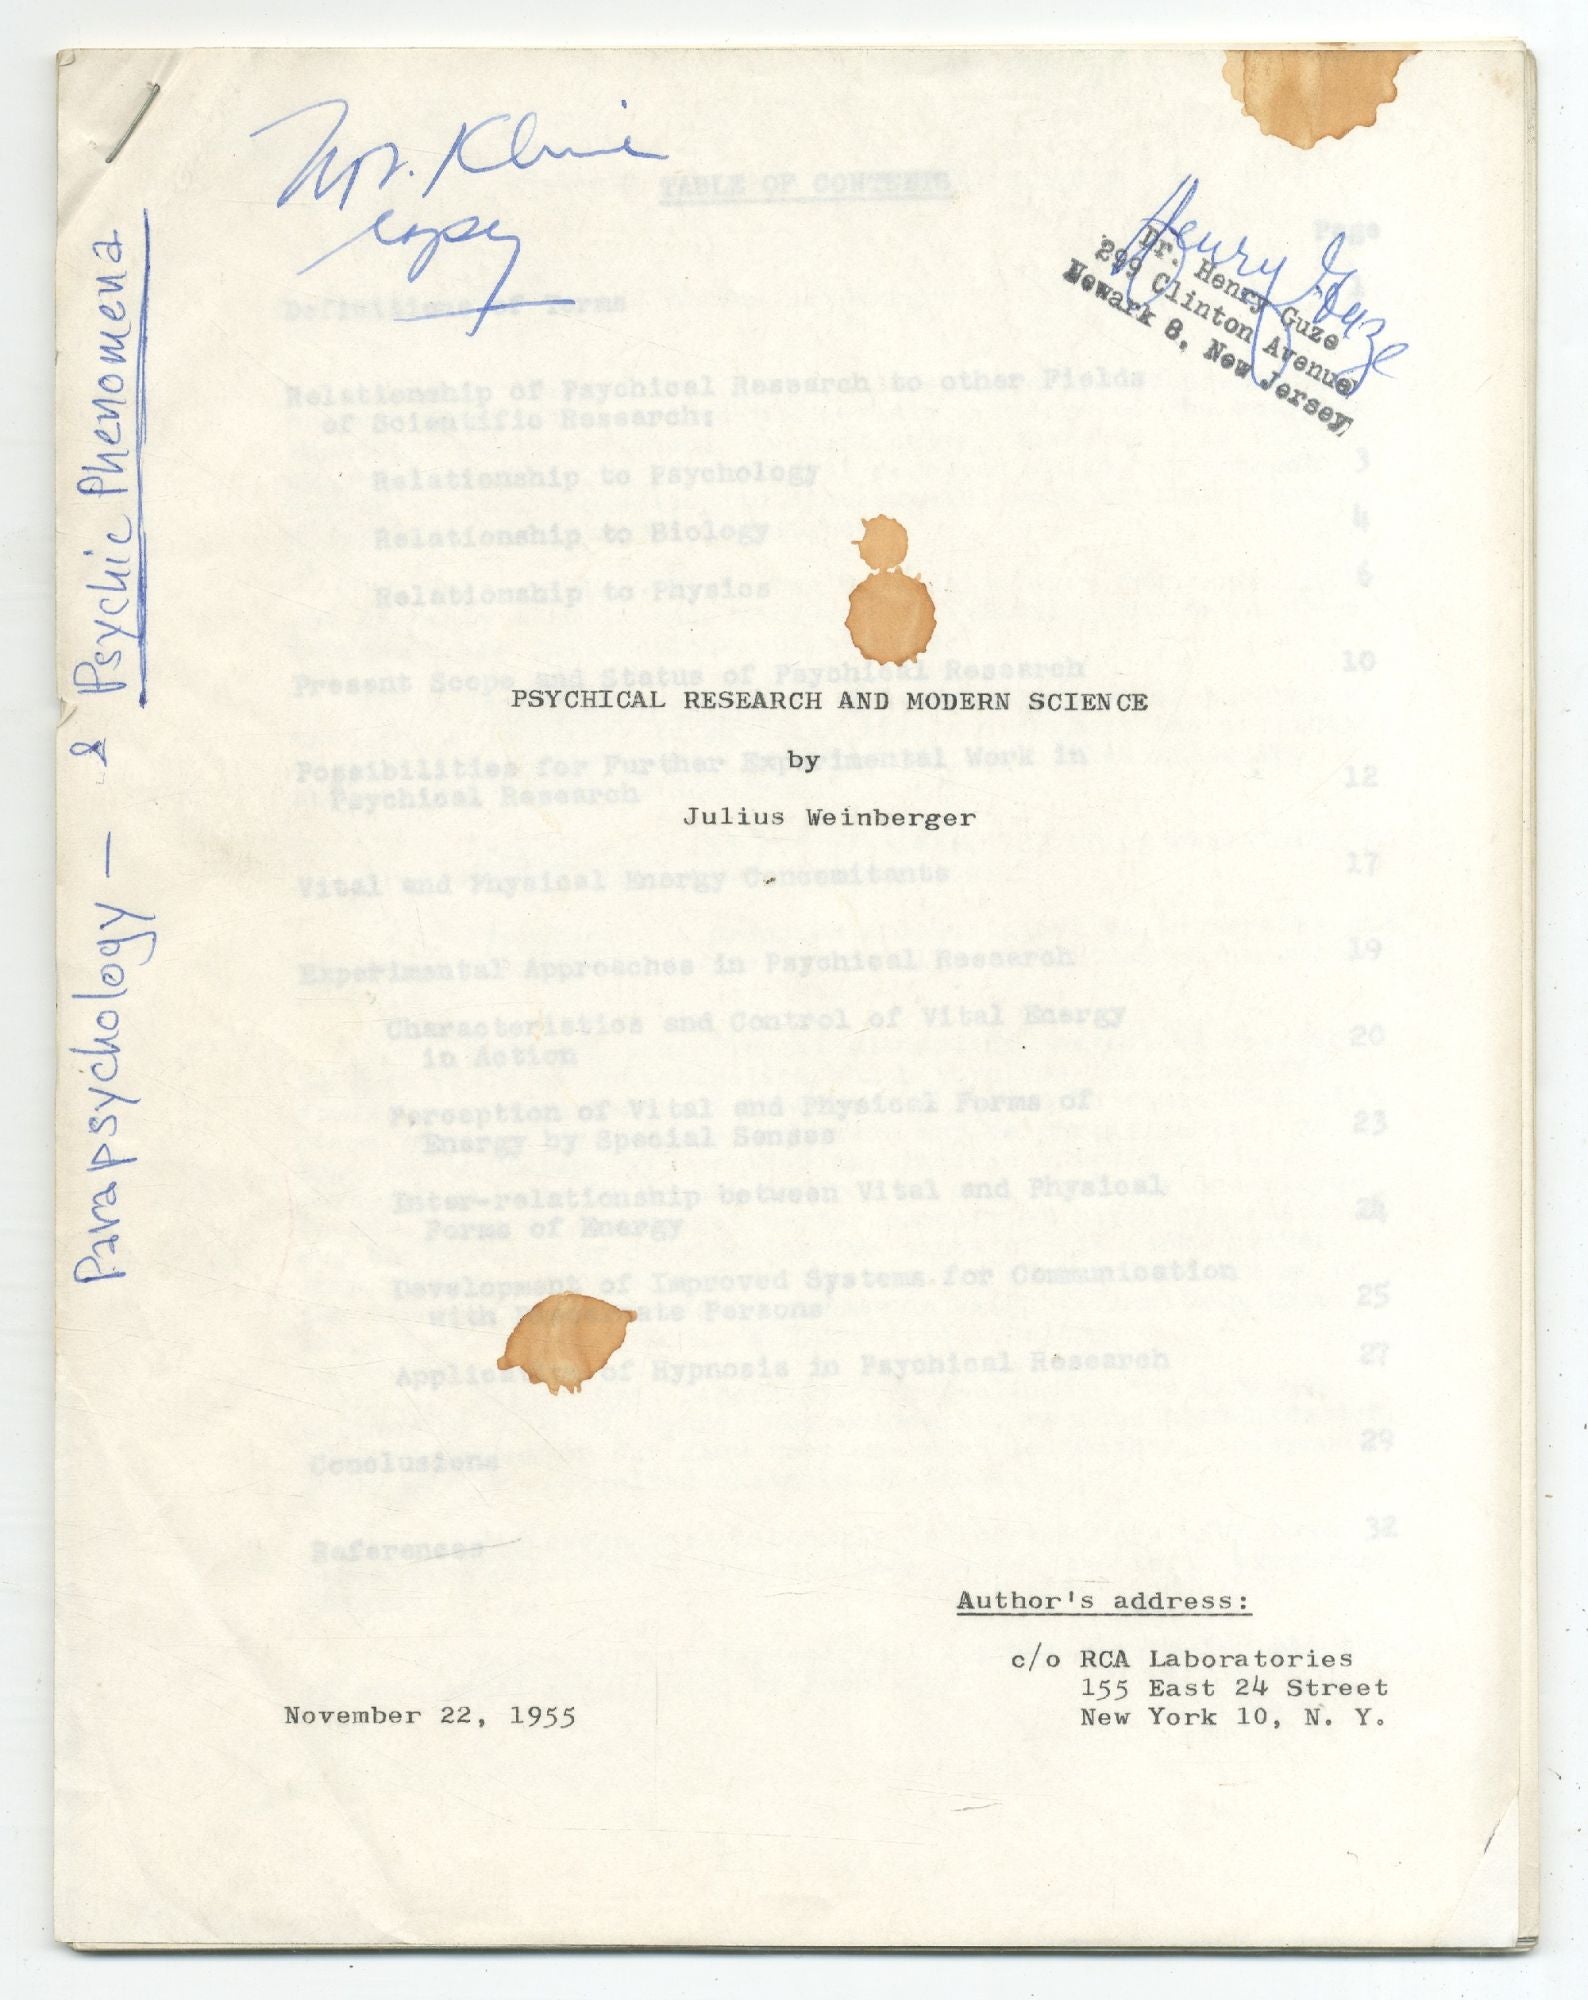 copy
Henry Guze
Dr. Henry Guze
299 Clinton Avenue
Newark 8, New Jersey
Parapsychology — & Psychic Phenomena
TABLE OF CONTENTS
Page
Definitions of Terms 1
Relationship of Psychical Research to other Fields
of Scientific Research:
Relationship to Psychology 3
Relationship to Biology 4
Relationship to Physics 6
Present Scope and Status of Psychical Research 10
PSYCHICAL RESEARCH AND MODERN SCIENCE
by
Julius Weinberger
Possibilities for Further Experimental Work in
Psychical Research 12
Vital and Physical Energy Concomitants 17
Experimental Approaches in Psychical Research 19
Characteristics and Control of Vital Energy
in Action 20
Perception of Vital and Physical Forms of
Energy by Special Senses 23
Inter-relationship between Vital and Physical
Forms of Energy 24
Development of Improved Systems for Communication
with Persons 25
Application of Hypnosis in Psychical Research 27
Conclusions 29
References 32
Author's address:
c/o RCA Laboratories
155 East 24 Street
New York 10, N. Y.
November 22, 1955